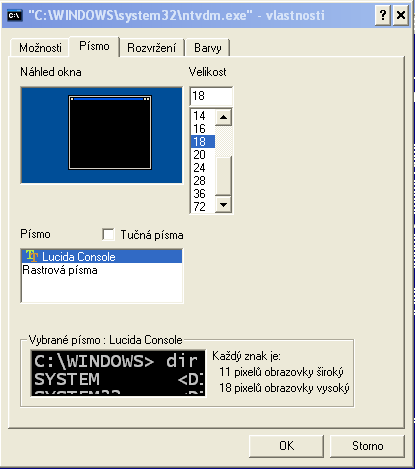 "C:\WINDOWS\system32\ntvdm.exe" - vlastnosti
Možnosti Písmo Rozvržení Barvy
Náhled okna Velikost
18
14
16
18
20
24
28
36
72
Písmo Tučná písma
Lucida Console
Rastrová písma
Vybrané písmo : Lucida Console
C:\WINDOWS> dir
SYSTEM <D
Každý znak je:
11 pixelů obrazovky široký
18 pixelů obrazovky vysoký
OK Storno